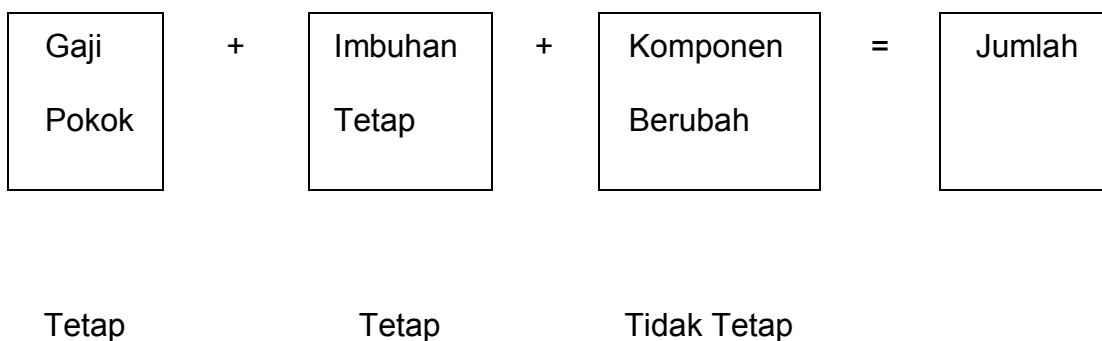 Gaji + Imbuhan + Komponen = Jumlah
Pokok Tetap Berubah
Tetap Tetap Tidak Tetap